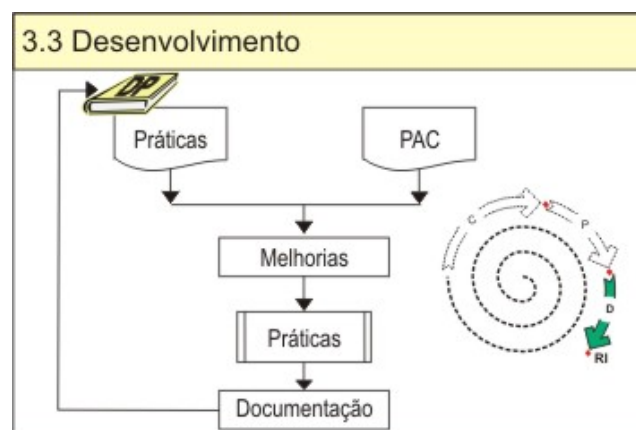 3.3 Desenvolvimento
DP
Práticas
PAC
C
P
Melhorias
D
Práticas
RI
Documentação